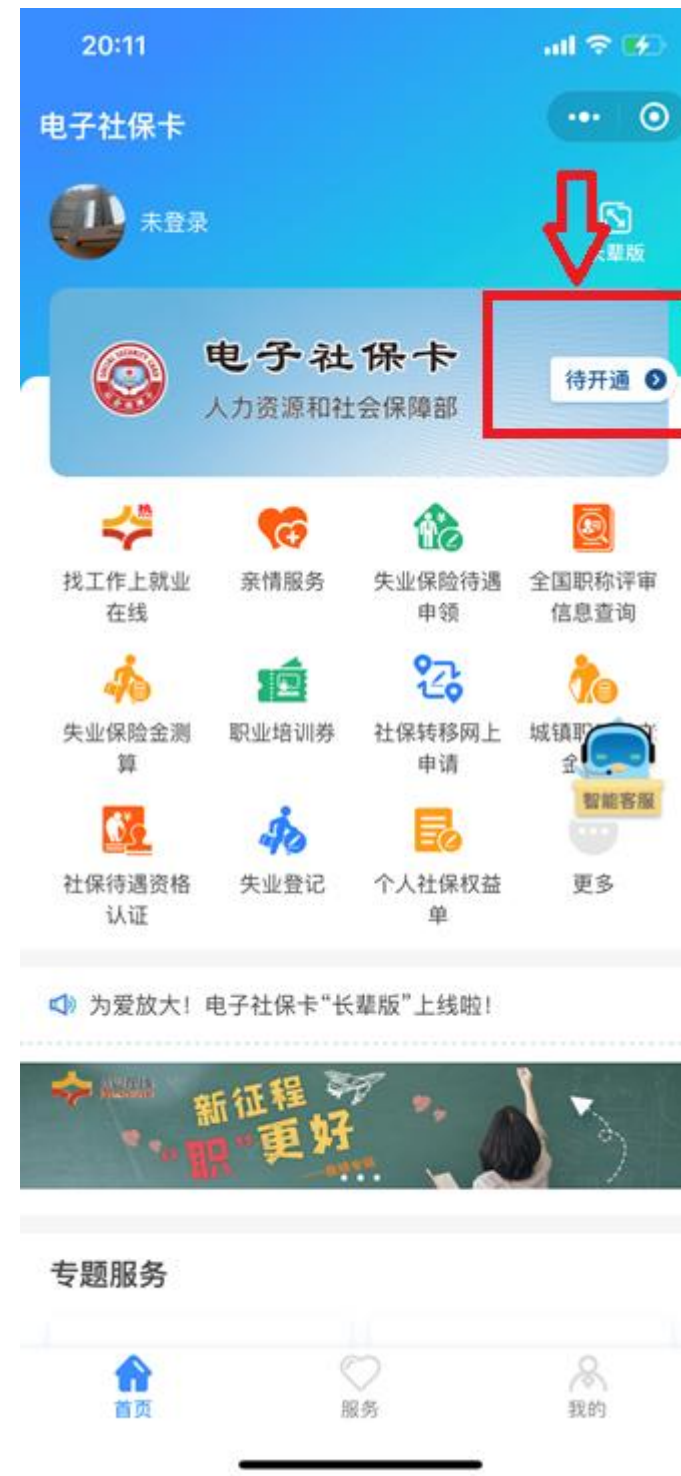 20:11
电子社保卡
未登录
长辈版
电子社保卡
人力资源和社会保障部
待开通
热
找工作上就业
在线
亲情服务
失业保险待遇
申领
全国职称评审
信息查询
失业保险金测
算
职业培训券
社保转移网上
申请
城镇职
金
智能客服
社保待遇资格
认证
失业登记
个人社保权益
单
更多
为爱放大！电子社保卡“长辈版”上线啦！
新征程
“职”更好
专题服务
首页
服务
我的